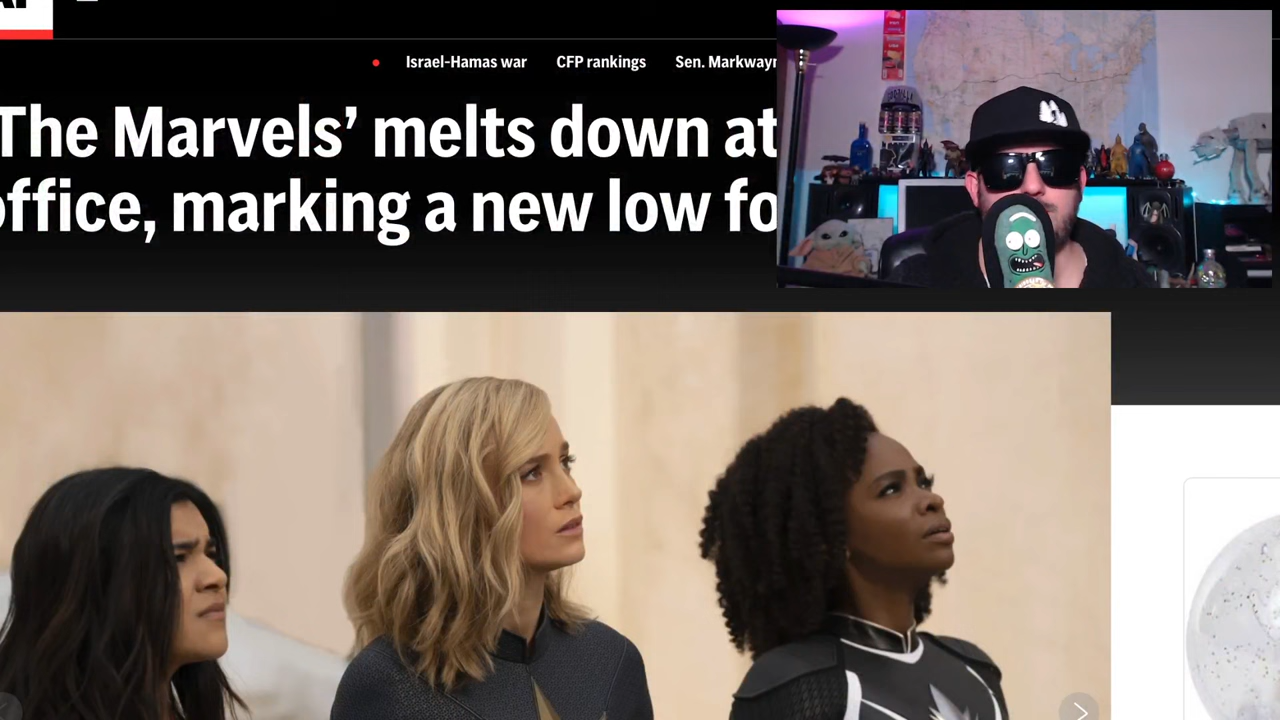 Israel-Hamas war CFP rankings Sen. Markwayn
The Marvels’ melts down at
office, marking a new low fo